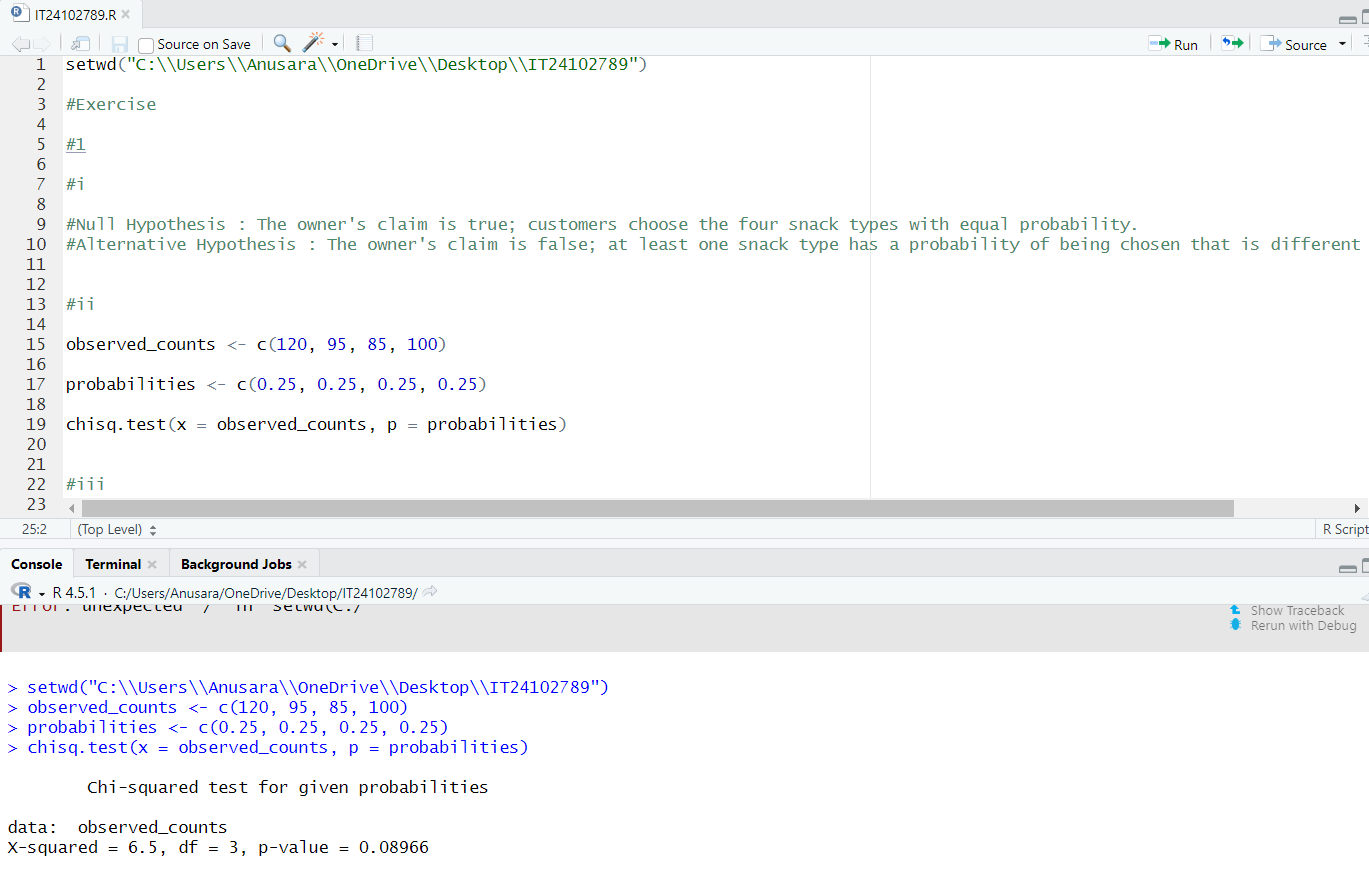 IT24102789.R
Source on Save
Run
Source
1 setwd("C:\\Users\\Anusara\\OneDrive\\Desktop\\IT24102789")
2
3 #Exercise
4
5 #1
6
7 #i
8
9 #Null Hypothesis : The owner's claim is true; customers choose the four snack types with equal probability.
10 #Alternative Hypothesis : The owner's claim is false; at least one snack type has a probability of being chosen that is different
11
12
13 #ii
14
15 observed_counts <- c(120, 95, 85, 100)
16
17 probabilities <- c(0.25, 0.25, 0.25, 0.25)
18
19 chisq.test(x = observed_counts, p = probabilities)
20
21
22 #iii
23
25:2 (Top Level) R Script
Console Terminal Background Jobs
R 4.5.1 · C:/Users/Anusara/OneDrive/Desktop/IT24102789/
Error: unexpected '/' in "setwd(C:/"
Show Traceback
Rerun with Debug
> setwd("C:\\Users\\Anusara\\OneDrive\\Desktop\\IT24102789")
> observed_counts <- c(120, 95, 85, 100)
> probabilities <- c(0.25, 0.25, 0.25, 0.25)
> chisq.test(x = observed_counts, p = probabilities)
Chi-squared test for given probabilities
data: observed_counts
X-squared = 6.5, df = 3, p-value = 0.08966